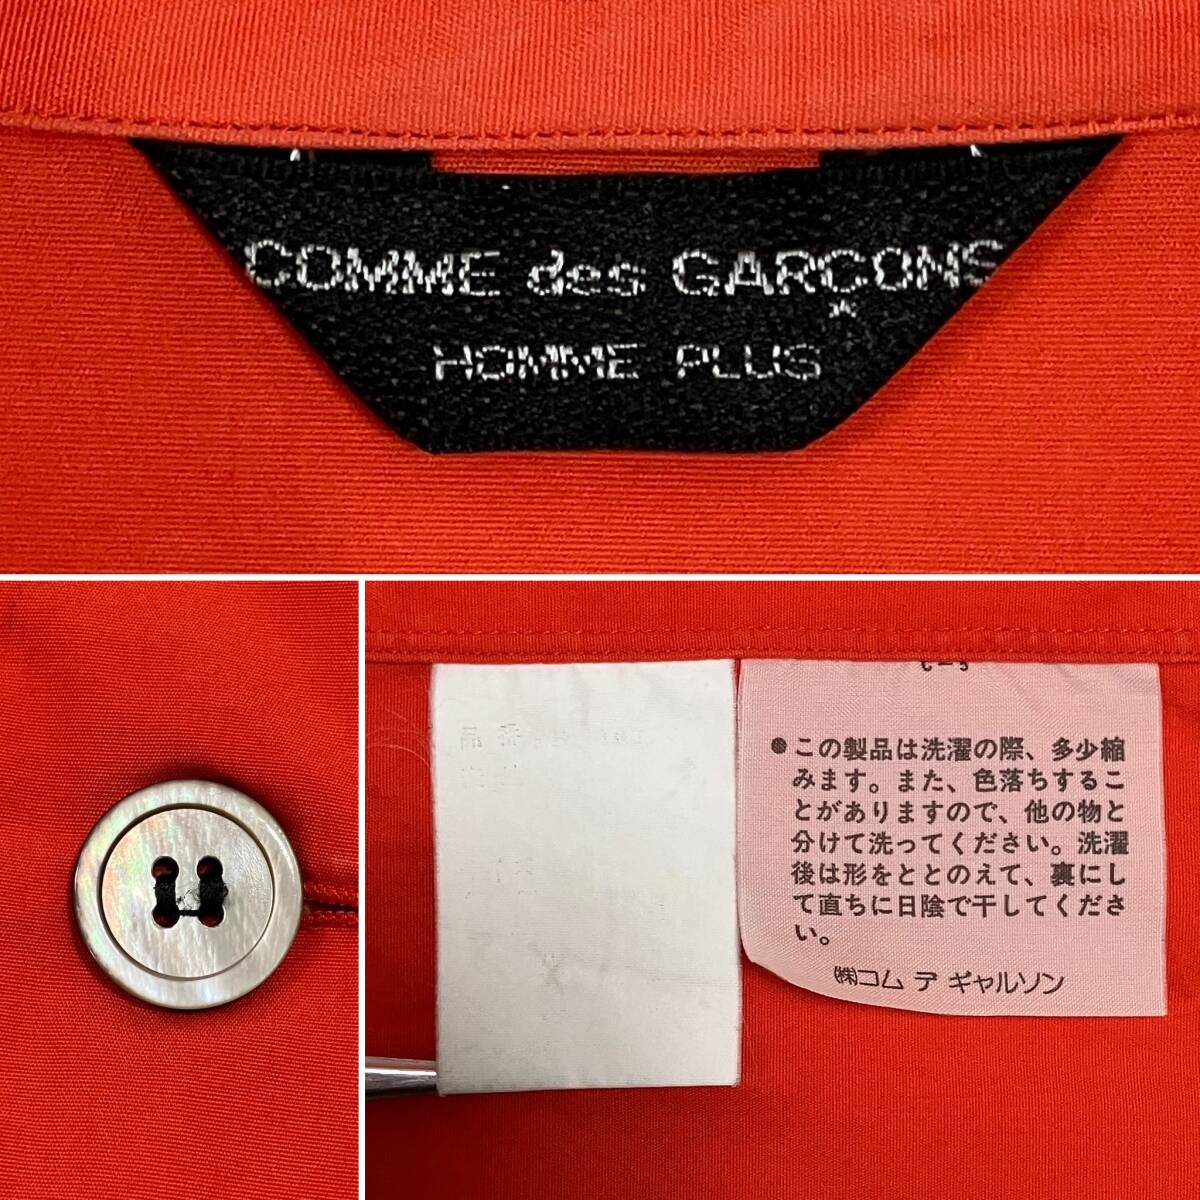 COMME des GARÇONS
HOMME PLUS
品番
C-5
●この製品は洗濯の際、多少縮
みます。また、色落ちするこ
とがありますので、他の物と
分けて洗ってください。洗濯
後は形をととのえて、裏にし
て直ちに日陰で干してくださ
い。
㈱コム デ ギャルソン